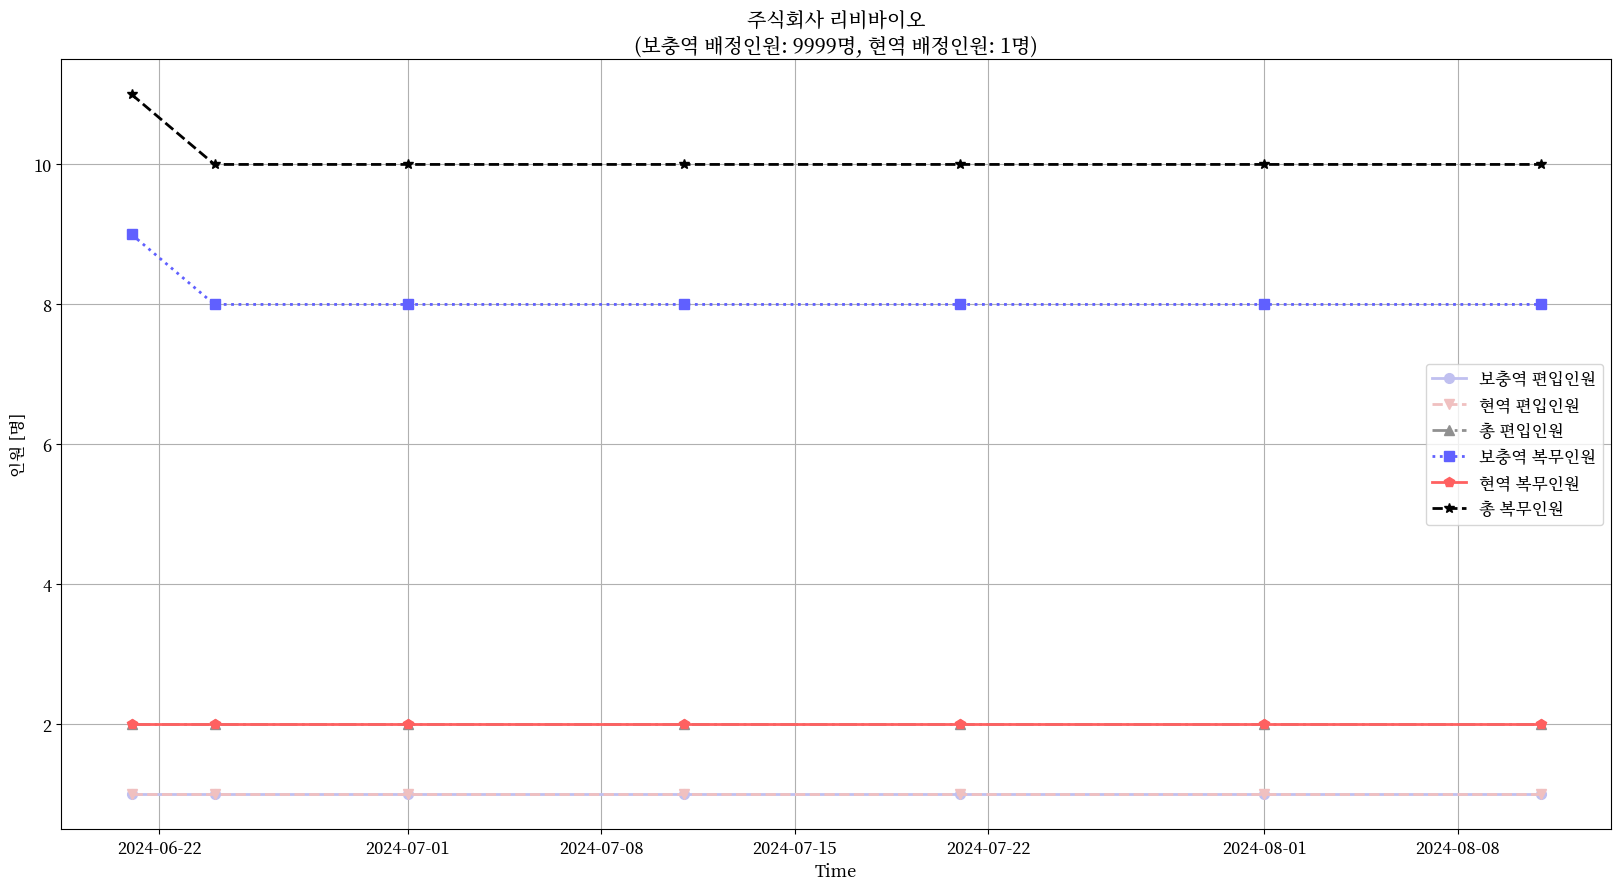 주식회사 리비바이오
(보충역 배정인원: 9999명, 현역 배정인원: 1명)
인원 [명]
10
8
6
4
2
보충역 편입인원
현역 편입인원
총 편입인원
보충역 복무인원
현역 복무인원
총 복무인원
2024-06-22 2024-07-01 2024-07-08 2024-07-15 2024-07-22 2024-08-01 2024-08-08
Time